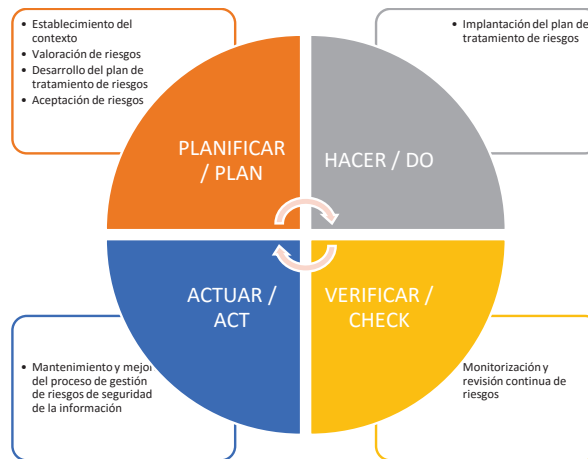 • Establecimiento del
contexto
• Valoración de riesgos
• Desarrollo del plan de
tratamiento de riesgos
• Aceptación de riesgos
• Implantación del plan de
tratamiento de riesgos
PLANIFICAR
/ PLAN
HACER / DO
ACTUAR /
ACT
VERIFICAR /
CHECK
• Mantenimiento y
del proceso de gestión
de riesgos de seguridad
de la información
Monitorización y
revisión continua de
riesgos